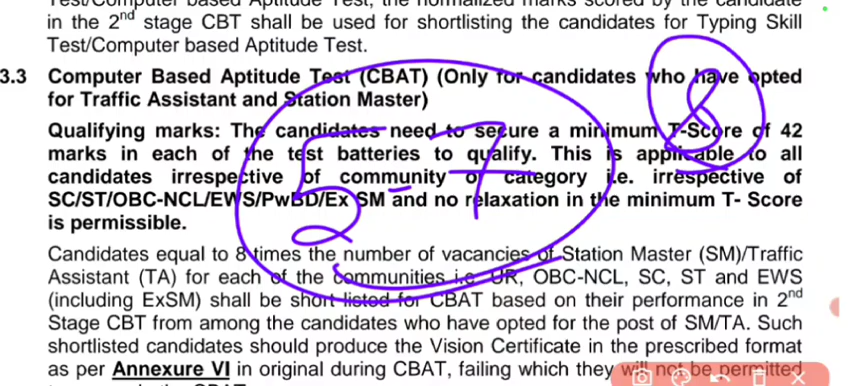 Test/Computer based Aptitude Test, the normalized marks scored by the candidate
in the 2nd stage CBT shall be used for shortlisting the candidates for Typing Skill
Test/Computer based Aptitude Test.
3.3 Computer Based Aptitude Test (CBAT) (Only for candidates who have opted
for Traffic Assistant and Station Master)
Qualifying marks: The candidates need to secure a minimum T-Score of 42
marks in each of the test batteries to qualify. This is applicable to all
candidates irrespective of community or category i.e. irrespective of
SC/ST/OBC-NCL/EWS/PwBD/Ex SM and no relaxation in the minimum T- Score
is permissible.
8
5-7
Candidates equal to 8 times the number of vacancies of Station Master (SM)/Traffic
Assistant (TA) for each of the communities i.e. UR, OBC-NCL, SC, ST and EWS
(including ExSM) shall be short listed for CBAT based on their performance in 2nd
Stage CBT from among the candidates who have opted for the post of SM/TA. Such
shortlisted candidates should produce the Vision Certificate in the prescribed format
as per Annexure VI in original during CBAT, failing which they will not be permitted